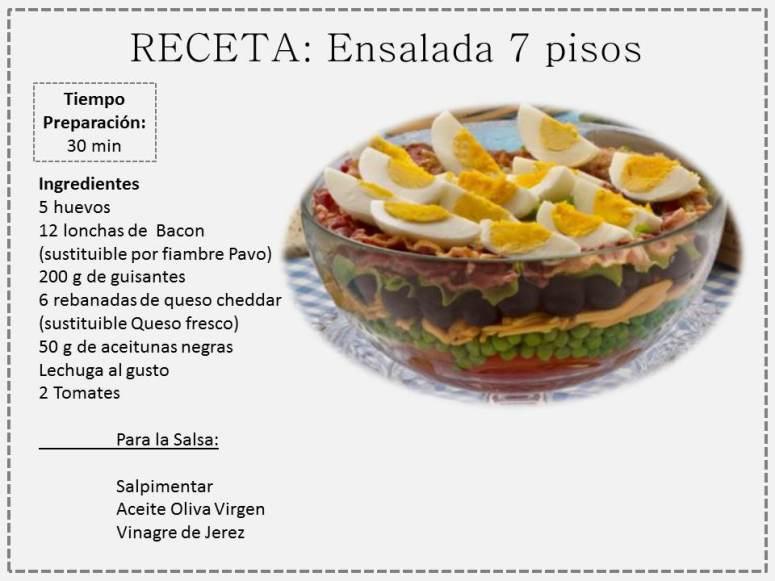 RECETA: Ensalada 7 pisos
Tiempo
Preparación:
30 min
Ingredientes
5 huevos
12 lonchas de Bacon
(sustituible por fiambre Pavo)
200 g de guisantes
6 rebanadas de queso cheddar
(sustituible Queso fresco)
50 g de aceitunas negras
Lechuga al gusto
2 Tomates
Para la Salsa:
Salpimentar
Aceite Oliva Virgen
Vinagre de Jerez